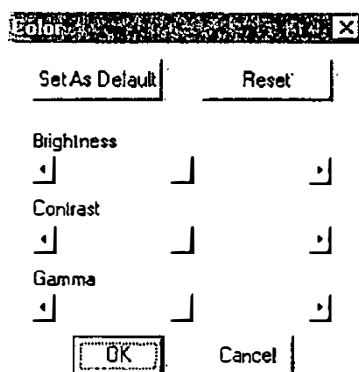 Color
Set As Default Reset
Brightness
Contrast
Gamma
OK Cancel